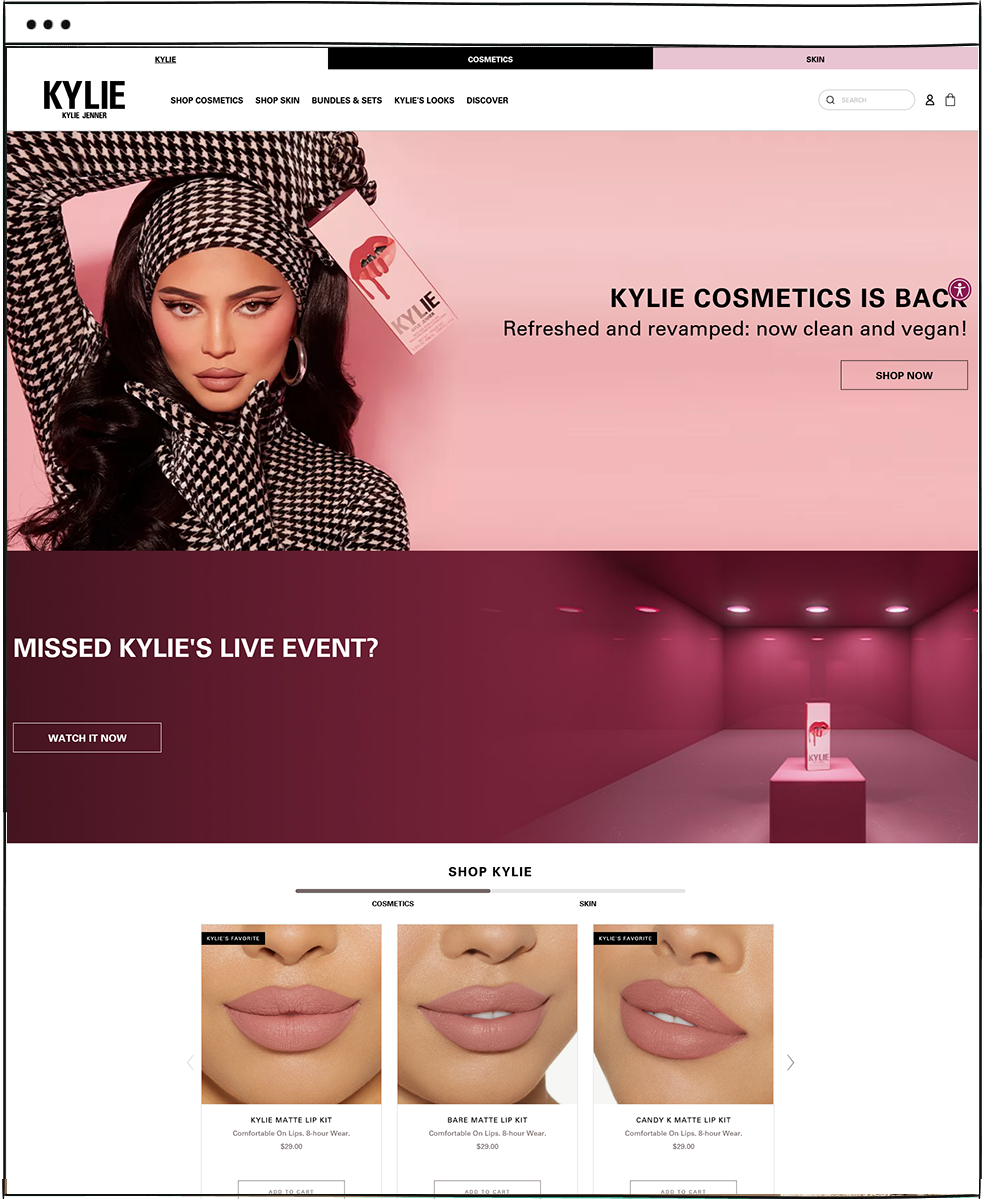 KYLIE
COSMETICS
SKIN
KYLIE
KYLIE JENNER
SHOP COSMETICS
SHOP SKIN
BUNDLES & SETS
KYLIE'S LOOKS
DISCOVER
SEARCH
KYLIE
KYLIE COSMETICS IS BACK
Refreshed and revamped: now clean and vegan!
SHOP NOW
MISSED KYLIE'S LIVE EVENT?
WATCH IT NOW
KYLIE
SHOP KYLIE
COSMETICS
SKIN
KYLIE'S FAVORITE
KYLIE'S FAVORITE
KYLIE MATTE LIP KIT
Comfortable On Lips. 8-hour Wear.
$29.00
ADD TO CART
BARE MATTE LIP KIT
Comfortable On Lips. 8-hour Wear.
$29.00
ADD TO CART
CANDY K MATTE LIP KIT
Comfortable On Lips. 8-hour Wear.
$29.00
ADD TO CART